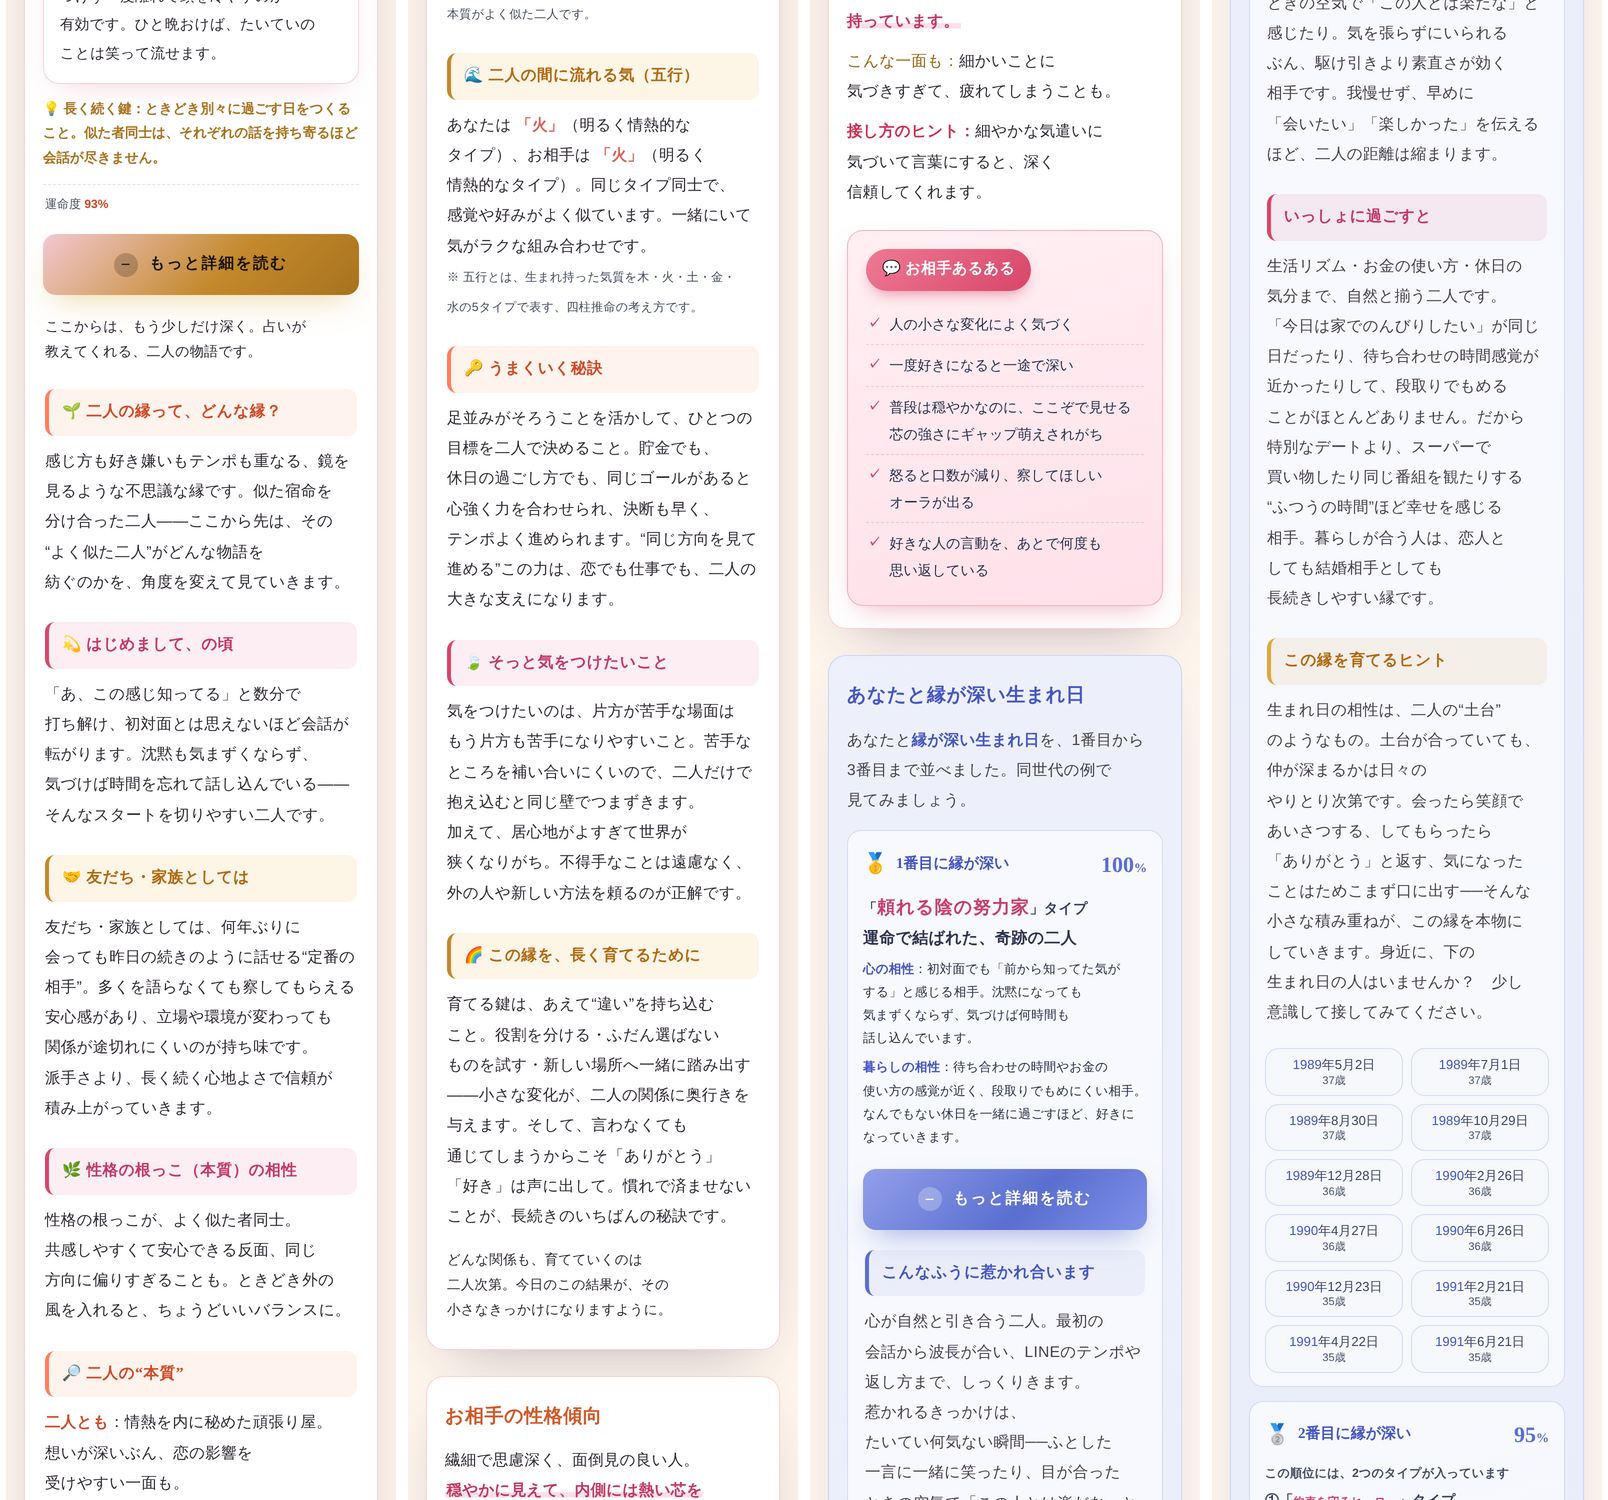 有効です。ひと晩おけば、たいていの
ことは笑って流せます。
💡 長く続く鍵：ときどき別々に過ごす日をつくる
こと。似た者同士は、それぞれの話を持ち寄るほど
会話が尽きません。
運命度 93%
− もっと詳細を読む
ここからは、もう少しだけ深く。占いが
教えてくれる、二人の物語です。
🌱 二人の縁って、どんな縁？
感じ方も好き嫌いもテンポも重なる、鏡を
見るような不思議な縁です。似た宿命を
分け合った二人――ここから先は、その
“よく似た二人”がどんな物語を
紡ぐのかを、角度を変えて見ていきます。
💫 はじめまして、の頃
「あ、この感じ知ってる」と数分で
打ち解け、初対面とは思えないほど会話が
転がります。沈黙も気まずくならず、
気づけば時間を忘れて話し込んでいる――
そんなスタートを切りやすい二人です。
🤝 友だち・家族としては
友だち・家族としては、何年ぶりに
会っても昨日の続きのように話せる“定番の
相手”。多くを語らなくても察してもらえる
安心感があり、立場や環境が変わっても
関係が途切れにくいのが持ち味です。
派手さより、長く続く心地よさで信頼が
積み上がっていきます。
🌿 性格の根っこ（本質）の相性
性格の根っこが、よく似た者同士。
共感しやすくて安心できる反面、同じ
方向に偏りすぎることも。ときどき外の
風を入れると、ちょうどいいバランスに。
🔎 二人の“本質”
二人とも：情熱を内に秘めた頑張り屋。
想いが深いぶん、恋の影響を
受けやすい一面も。
本質がよく似た二人です。
🌊 二人の間に流れる気（五行）
あなたは 「火」（明るく情熱的な
タイプ）、お相手は 「火」（明るく
情熱的なタイプ）。同じタイプ同士で、
感覚や好みがよく似ています。一緒にいて
気がラクな組み合わせです。
※ 五行とは、生まれ持った気質を木・火・土・金・
水の5タイプで表す、四柱推命の考え方です。
🔑 うまくいく秘訣
足並みがそろうことを活かして、ひとつの
目標を二人で決めること。貯金でも、
休日の過ごし方でも、同じゴールがあると
心強く力を合わせられ、決断も早く、
テンポよく進められます。“同じ方向を見て
進める”この力は、恋でも仕事でも、二人の
大きな支えになります。
🍃 そっと気をつけたいこと
気をつけたいのは、片方が苦手な場面は
もう片方も苦手になりやすいこと。苦手な
ところを補い合いにくいので、二人だけで
抱え込むと同じ壁でつまずきます。
加えて、居心地がよすぎて世界が
狭くなりがち。不得手なことは遠慮なく、
外の人や新しい方法を頼るのが正解です。
🌈 この縁を、長く育てるために
育てる鍵は、あえて“違い”を持ち込む
こと。役割を分ける・ふだん選ばない
ものを試す・新しい場所へ一緒に踏み出す
――小さな変化が、二人の関係に奥行きを
与えます。そして、言わなくても
通じてしまうからこそ「ありがとう」
「好き」は声に出して。慣れで済ませない
ことが、長続きのいちばんの秘訣です。
どんな関係も、育てていくのは
二人次第。今日のこの結果が、その
小さなきっかけになりますように。
お相手の性格傾向
繊細で思慮深く、面倒見の良い人。
穏やかに見えて、内側には熱い芯を
持っています。
こんな一面も：細かいことに
気づきすぎて、疲れてしまうことも。
接し方のヒント：細やかな気遣いに
気づいて言葉にすると、深く
信頼してくれます。
💬 お相手あるある
✓ 人の小さな変化によく気づく
✓ 一度好きになると一途で深い
✓ 普段は穏やかなのに、ここぞで見せる
芯の強さにギャップ萌えされがち
✓ 怒ると口数が減り、察してほしい
オーラが出る
✓ 好きな人の言動を、あとで何度も
思い返している
あなたと縁が深い生まれ日
あなたと縁が深い生まれ日を、1番目から
3番目まで並べました。同世代の例で
見てみましょう。
🥇 1番目に縁が深い 100%
「頼れる陰の努力家」タイプ
運命で結ばれた、奇跡の二人
心の相性：初対面でも「前から知ってた気が
する」と感じる相手。沈黙になっても
気まずくならず、気づけば何時間も
話し込んでいます。
暮らしの相性：待ち合わせの時間やお金の
使い方の感覚が近く、段取りでもめにくい相手。
なんでもない休日を一緒に過ごすほど、好きに
なっていきます。
− もっと詳細を読む
こんなふうに惹かれ合います
心が自然と引き合う二人。最初の
会話から波長が合い、LINEのテンポや
返し方まで、しっくりきます。
惹かれるきっかけは、
たいてい何気ない瞬間──ふとした
一言に一緒に笑ったり、目が合った
ときの空気で「この人とは楽だな」と
感じたり。気を張らずにいられる
ぶん、駆け引きより素直さが効く
相手です。我慢せず、早めに
「会いたい」「楽しかった」を伝える
ほど、二人の距離は縮まります。
いっしょに過ごすと
生活リズム・お金の使い方・休日の
気分まで、自然と揃う二人です。
「今日は家でのんびりしたい」が同じ
日だったり、待ち合わせの時間感覚が
近かったりして、段取りでもめる
ことがほとんどありません。だから
特別なデートより、スーパーで
買い物したり同じ番組を観たりする
“ふつうの時間”ほど幸せを感じる
相手。暮らしが合う人は、恋人と
しても結婚相手としても
長続きしやすい縁です。
この縁を育てるヒント
生まれ日の相性は、二人の“土台”
のようなもの。土台が合っていても、
仲が深まるかは日々の
やりとり次第です。会ったら笑顔で
あいさつする、してもらったら
「ありがとう」と返す、気になった
ことはためこまず口に出す──そんな
小さな積み重ねが、この縁を本物に
していきます。身近に、下の
生まれ日の人はいませんか？　少し
意識して接してみてください。
1989年5月2日 1989年7月1日
37歳 37歳
1989年8月30日 1989年10月29日
37歳 37歳
1989年12月28日 1990年2月26日
36歳 36歳
1990年4月27日 1990年6月26日
36歳 36歳
1990年12月23日 1991年2月21日
35歳 35歳
1991年4月22日 1991年6月21日
35歳 35歳
🥈 2番目に縁が深い 95%
この順位には、2つのタイプが入っています